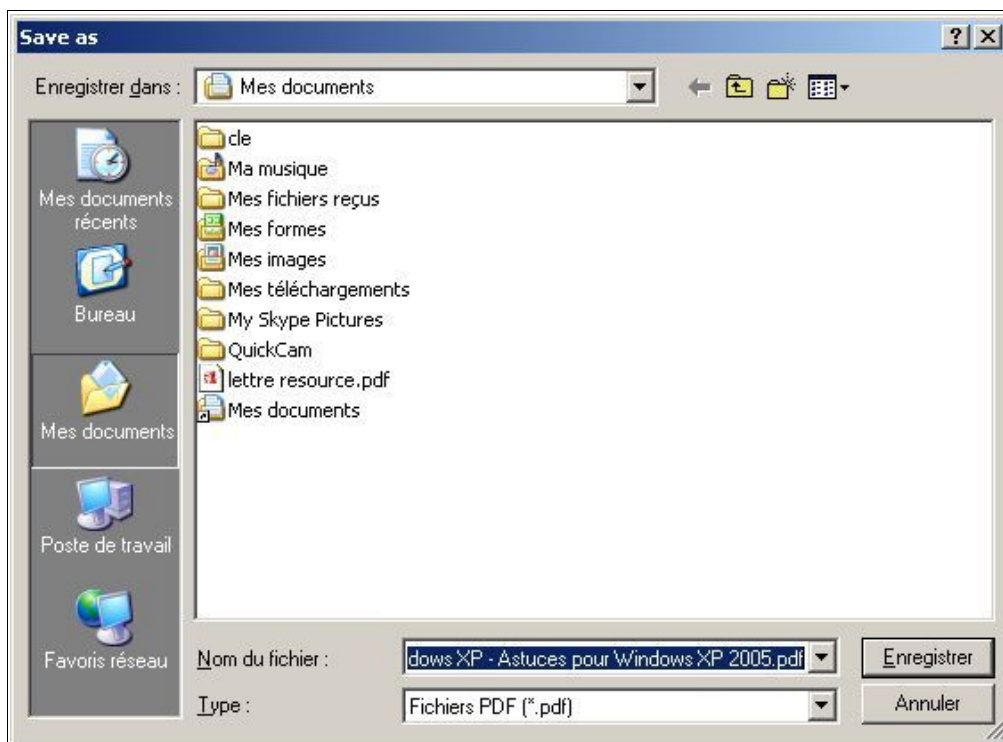 Save as
Enregistrer dans :
Mes documents
Mes documents
récents
Bureau
Mes documents
Poste de travail
Favoris réseau
cle
Ma musique
Mes fichiers reçus
Mes formes
Mes images
Mes téléchargements
My Skype Pictures
QuickCam
lettre resource.pdf
Mes documents
Nom du fichier :
dows XP - Astuces pour Windows XP 2005.pdf
Enregistrer
Type :
Fichiers PDF (*.pdf)
Annuler